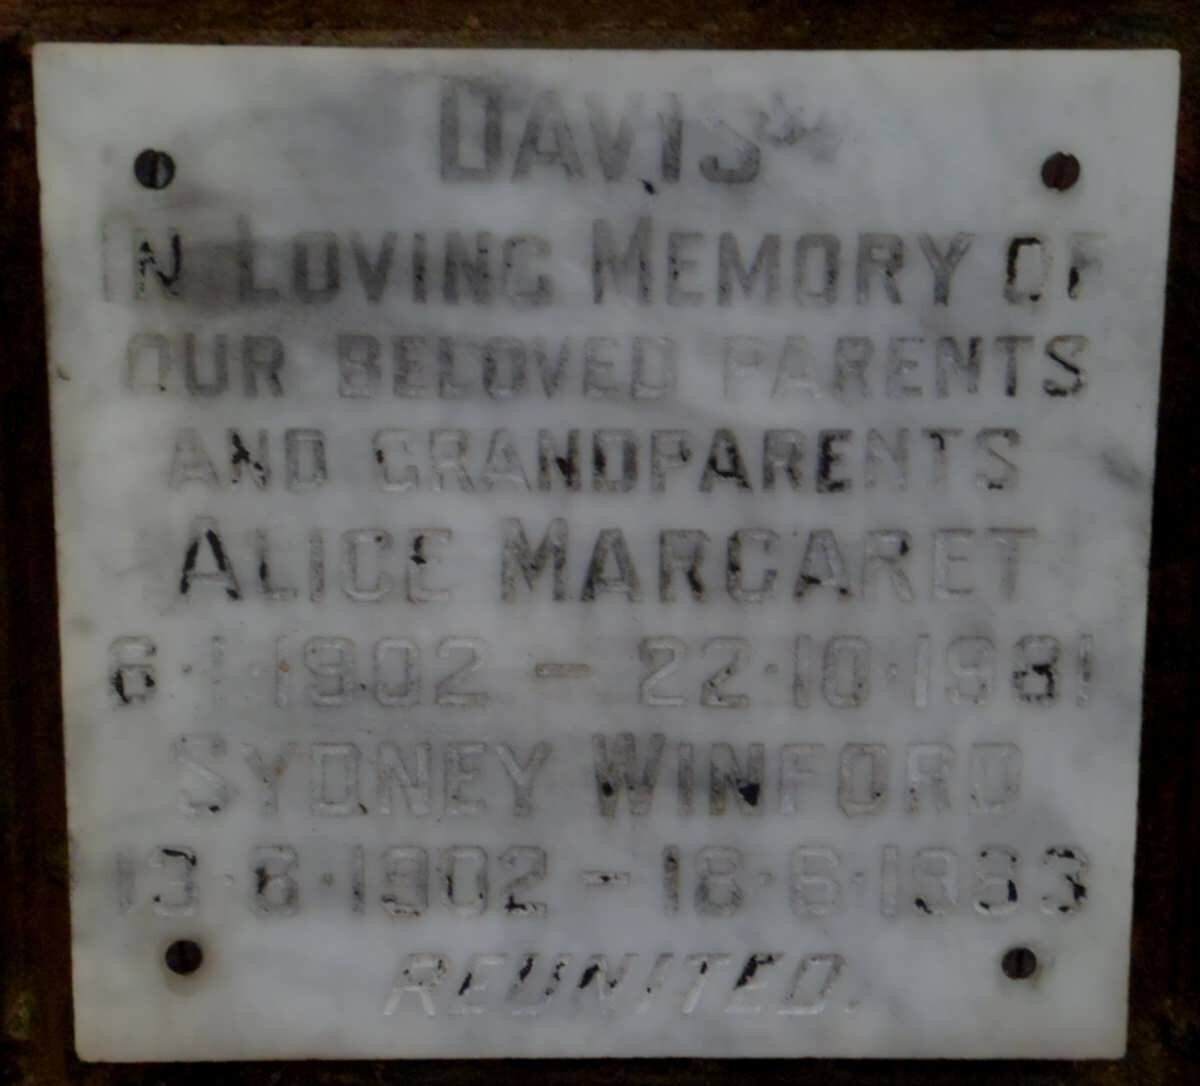 DAVIS
IN LOVING MEMORY OF
OUR BELOVED PARENTS
AND GRANDPARENTS
ALICE MARGARET
6·1·1902 – 22·10·1981
SYDNEY WINFORD
13·8·1902 – 18·6·1983
REUNITED.